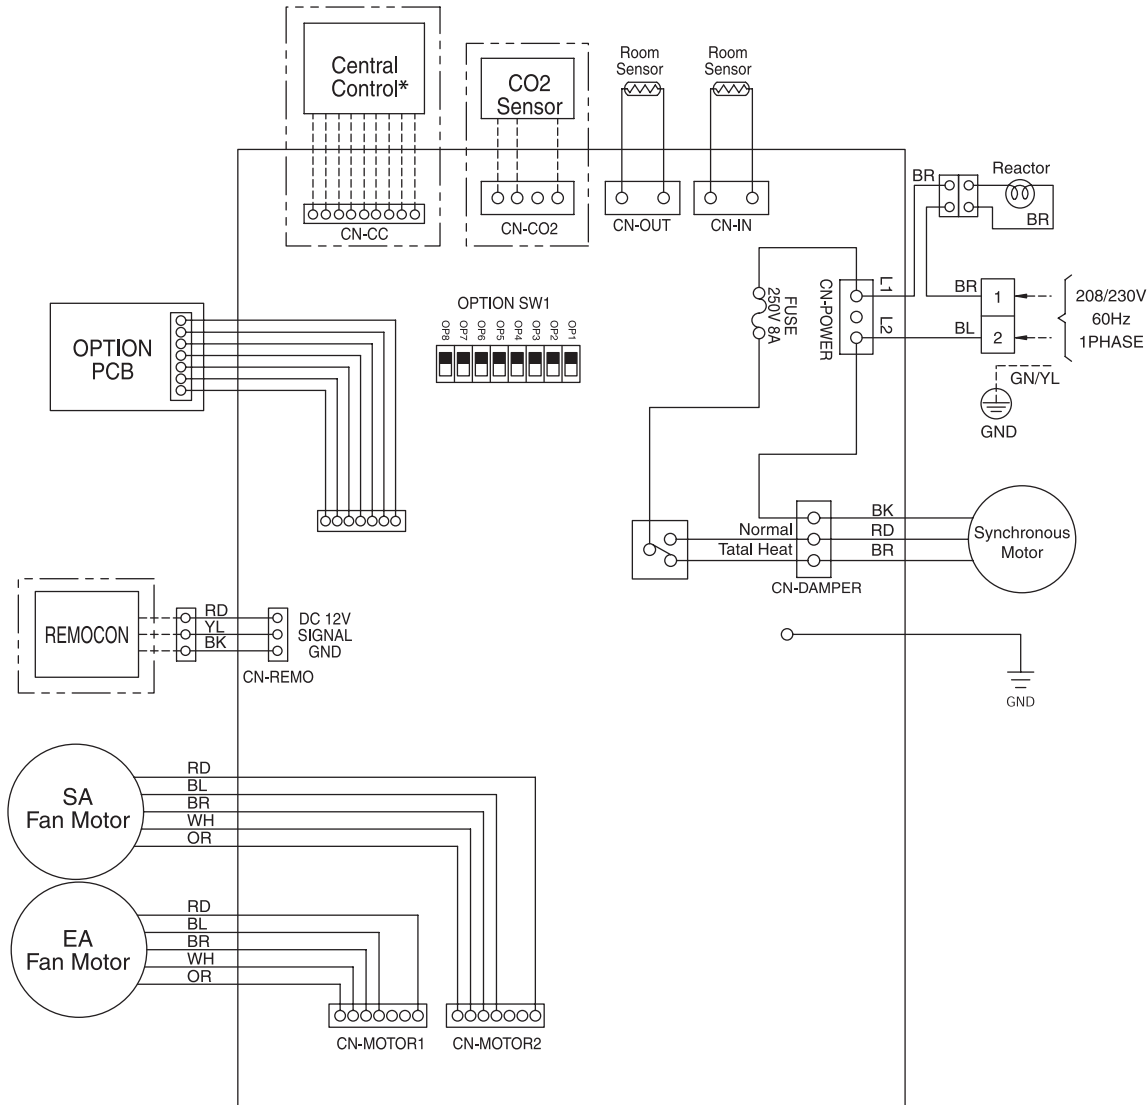 Central
Control*
CN-CC
CO2
Sensor
CN-CO2
Room
Sensor
CN-OUT
Room
Sensor
CN-IN
BR
Reactor
BR
FUSE
250V 8A
CN-POWER
L1
L2
BR
1
BL
2
208/230V
60Hz
1PHASE
GN/YL
GND
OPTION
PCB
OPTION SW1
OP8
OP7
OP6
OP5
OP4
OP3
OP2
OP1
Normal
Tatal Heat
CN-DAMPER
BK
RD
BR
Synchronous
Motor
GND
REMOCON
RD
YL
BK
DC 12V
SIGNAL
GND
CN-REMO
SA
Fan Motor
RD
BL
BR
WH
OR
EA
Fan Motor
RD
BL
BR
WH
OR
CN-MOTOR1
CN-MOTOR2